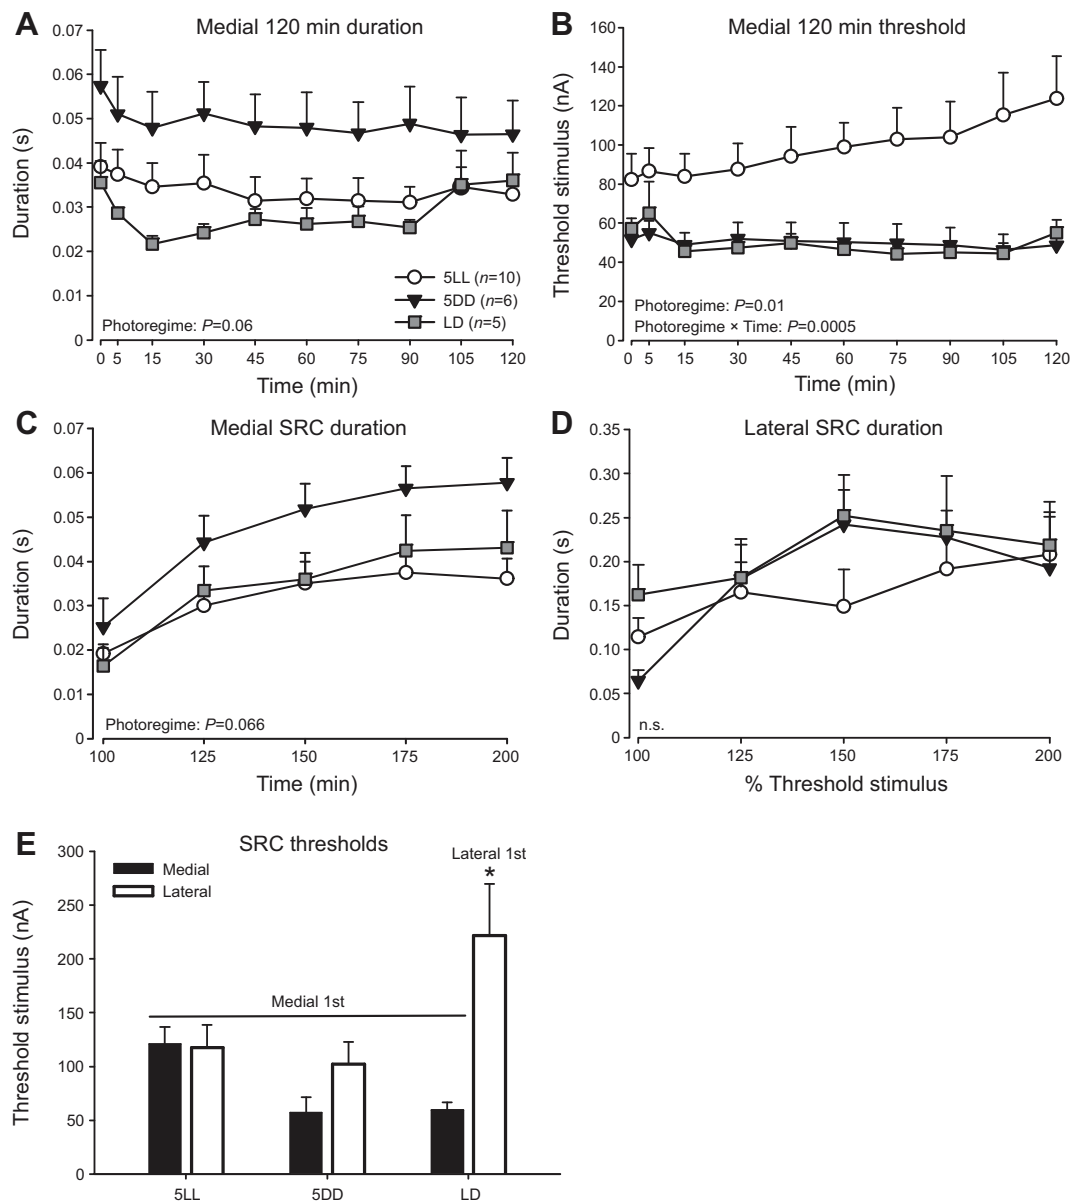 A
Medial 120 min duration
0.07
0.06
0.05
0.04
0.03
0.02
0.01
0
Duration (s)
5LL (n=10)
5DD (n=6)
LD (n=5)
Photoregime: P=0.06
0 5 15 30 45 60 75 90 105 120
Time (min)
B
Medial 120 min threshold
160
140
120
100
80
60
40
20
0
Threshold stimulus (nA)
Photoregime: P=0.01
Photoregime × Time: P=0.0005
0 5 15 30 45 60 75 90 105 120
Time (min)
C
Medial SRC duration
0.07
0.06
0.05
0.04
0.03
0.02
0.01
0
Duration (s)
Photoregime: P=0.066
100 125 150 175 200
Time (min)
D
Lateral SRC duration
0.35
0.30
0.25
0.20
0.15
0.10
0.05
0
Duration (s)
n.s.
100 125 150 175 200
% Threshold stimulus
E
SRC thresholds
300
250
200
150
100
50
0
Threshold stimulus (nA)
Medial
Lateral
Lateral 1st
*
Medial 1st
5LL 5DD LD